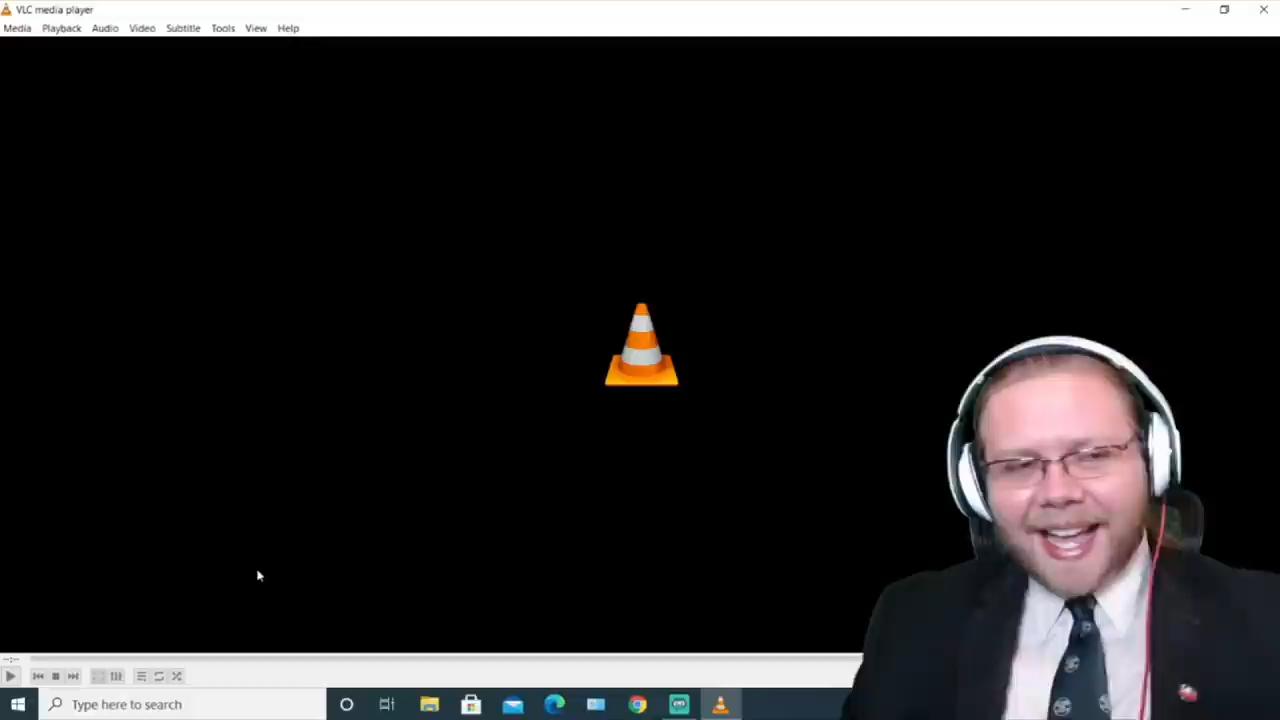 VLC media player
Media Playback Audio Video Subtitle Tools View Help
--:--
Type here to search